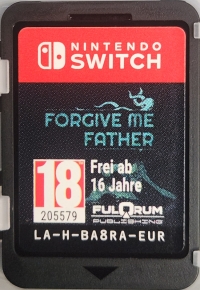 NINTENDO
SWITCH
FORGIVE ME
FATHER
18
205579
Frei ab
16 Jahre
FULQRUM
PUBLISHING
LA-H-BA8RA-EUR